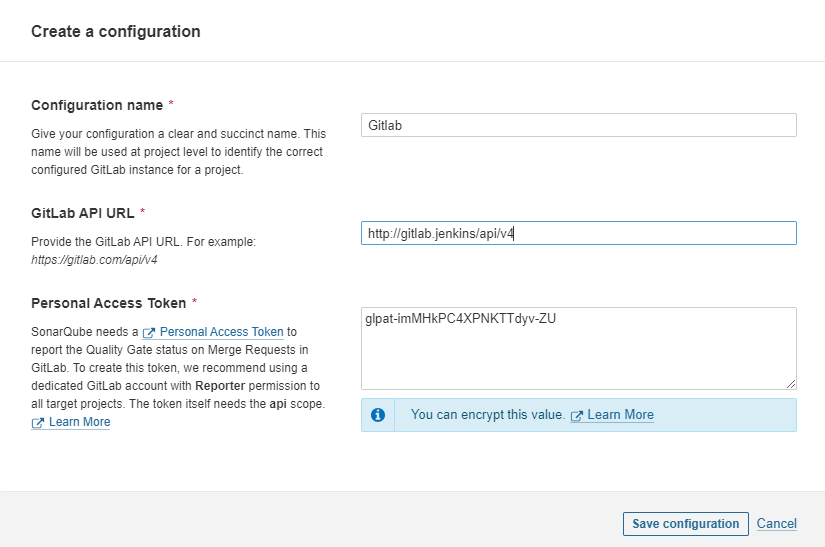 Create a configuration
Configuration name *
Give your configuration a clear and succinct name. This
name will be used at project level to identify the correct
configured GitLab instance for a project.
Gitlab
GitLab API URL *
Provide the GitLab API URL. For example:
https://gitlab.com/api/v4
http://gitlab.jenkins/api/v4
Personal Access Token *
SonarQube needs a Personal Access Token to
report the Quality Gate status on Merge Requests in
GitLab. To create this token, we recommend using a
dedicated GitLab account with Reporter permission to
all target projects. The token itself needs the api scope.
Learn More
glpat-imMHkPC4XPNKTTdyv-ZU
You can encrypt this value. Learn More
Save configuration
Cancel